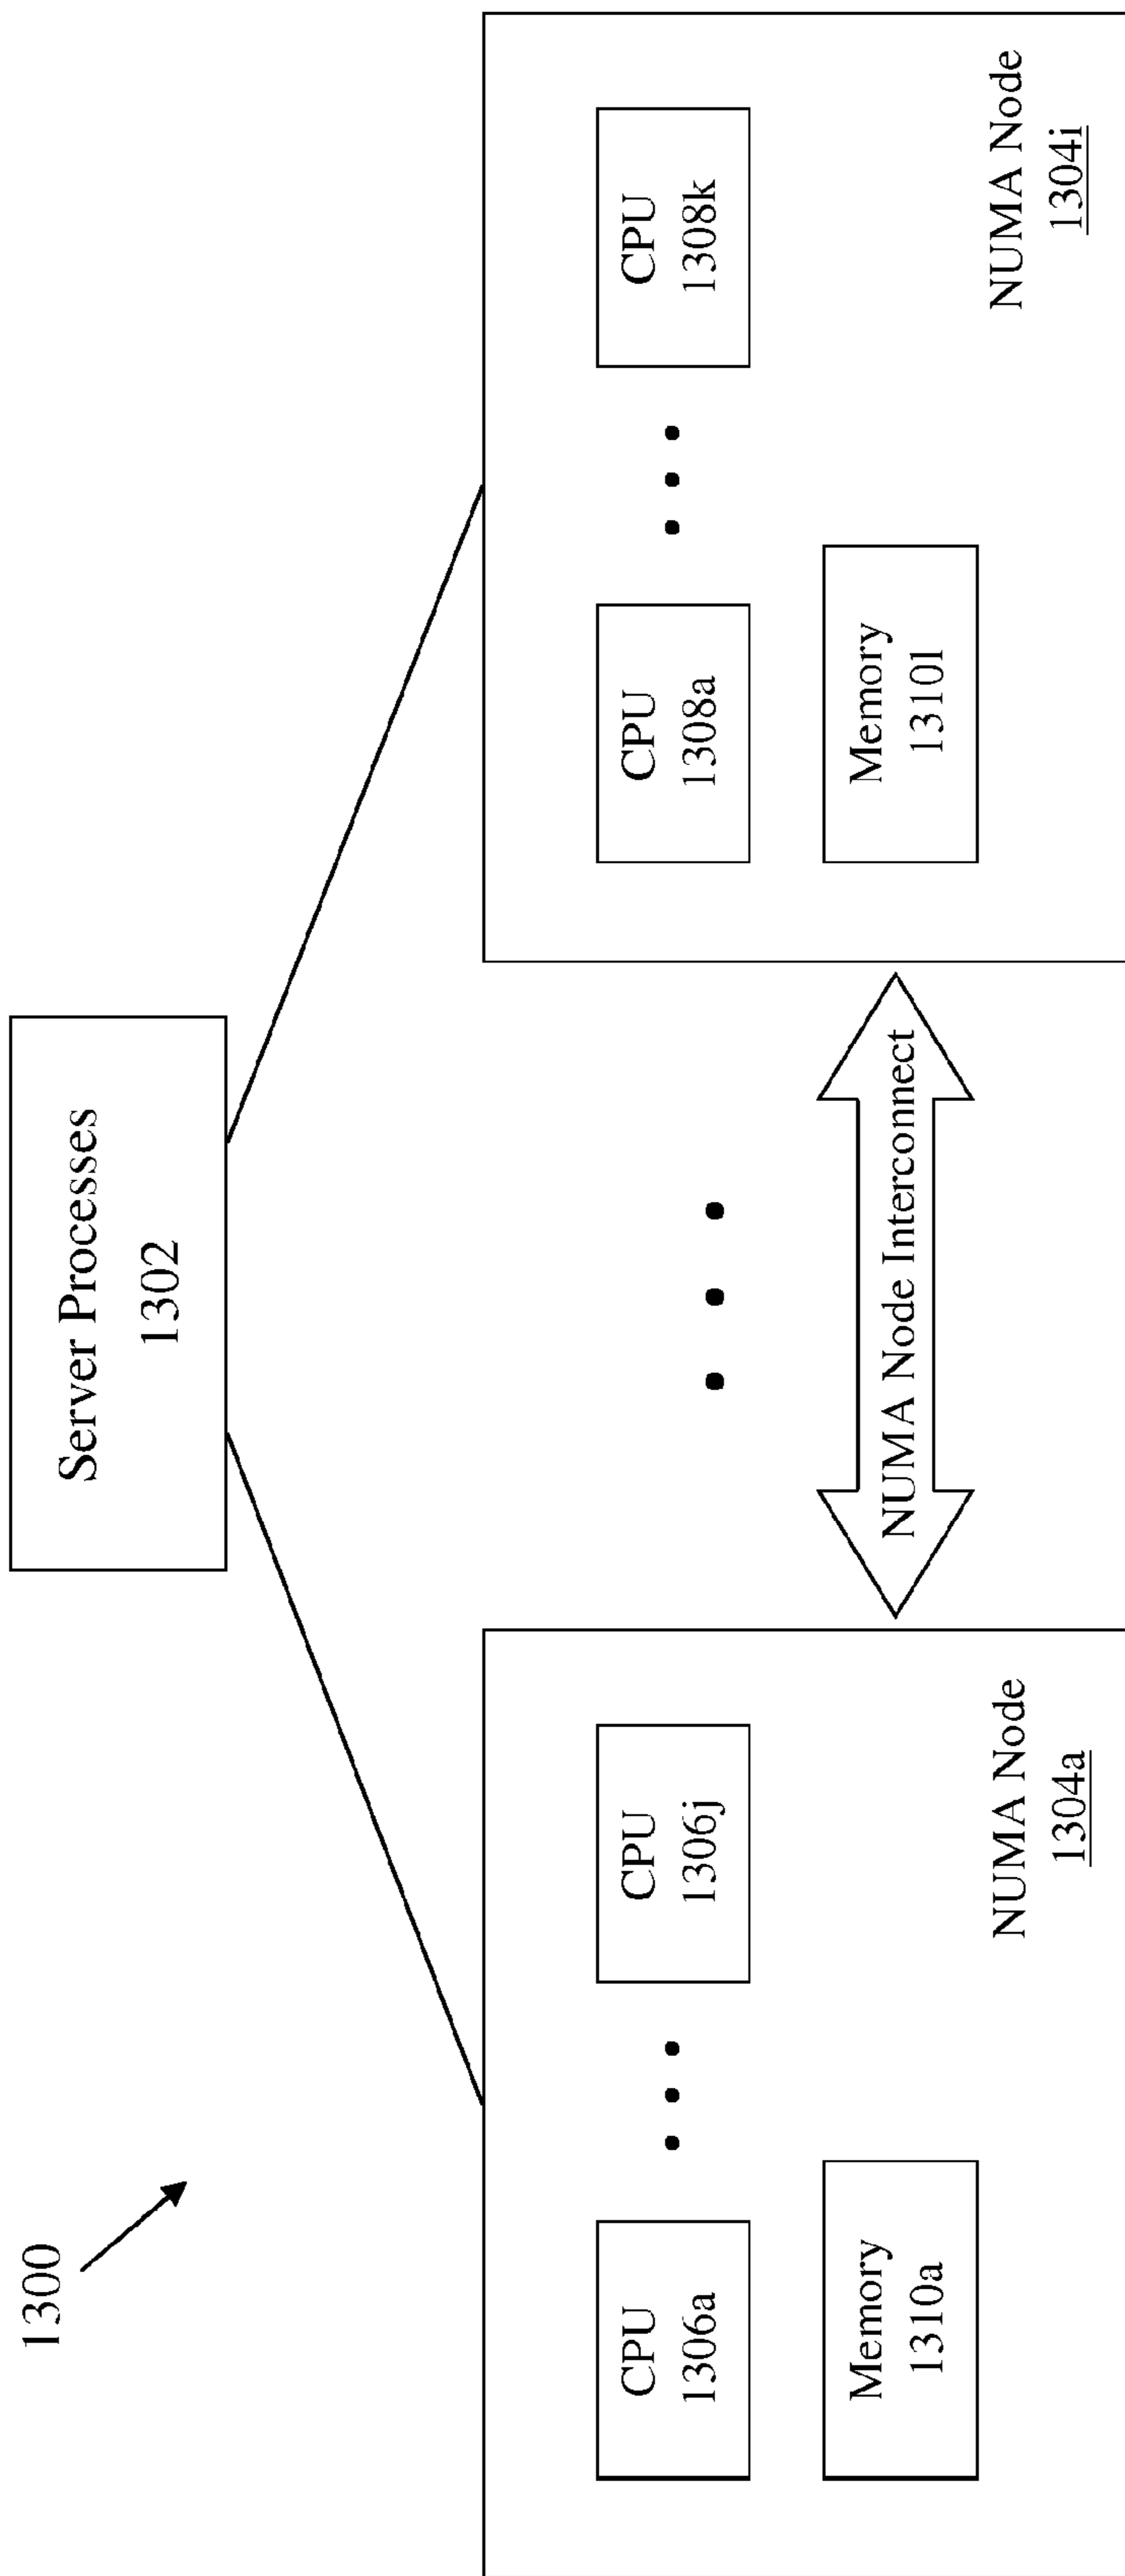 1300
Server Processes
1302
CPU
1306a
CPU
1306j
Memory
1310a
NUMA Node
1304a
NUMA Node Interconnect
CPU
1308a
CPU
1308k
Memory
1310l
NUMA Node
1304i